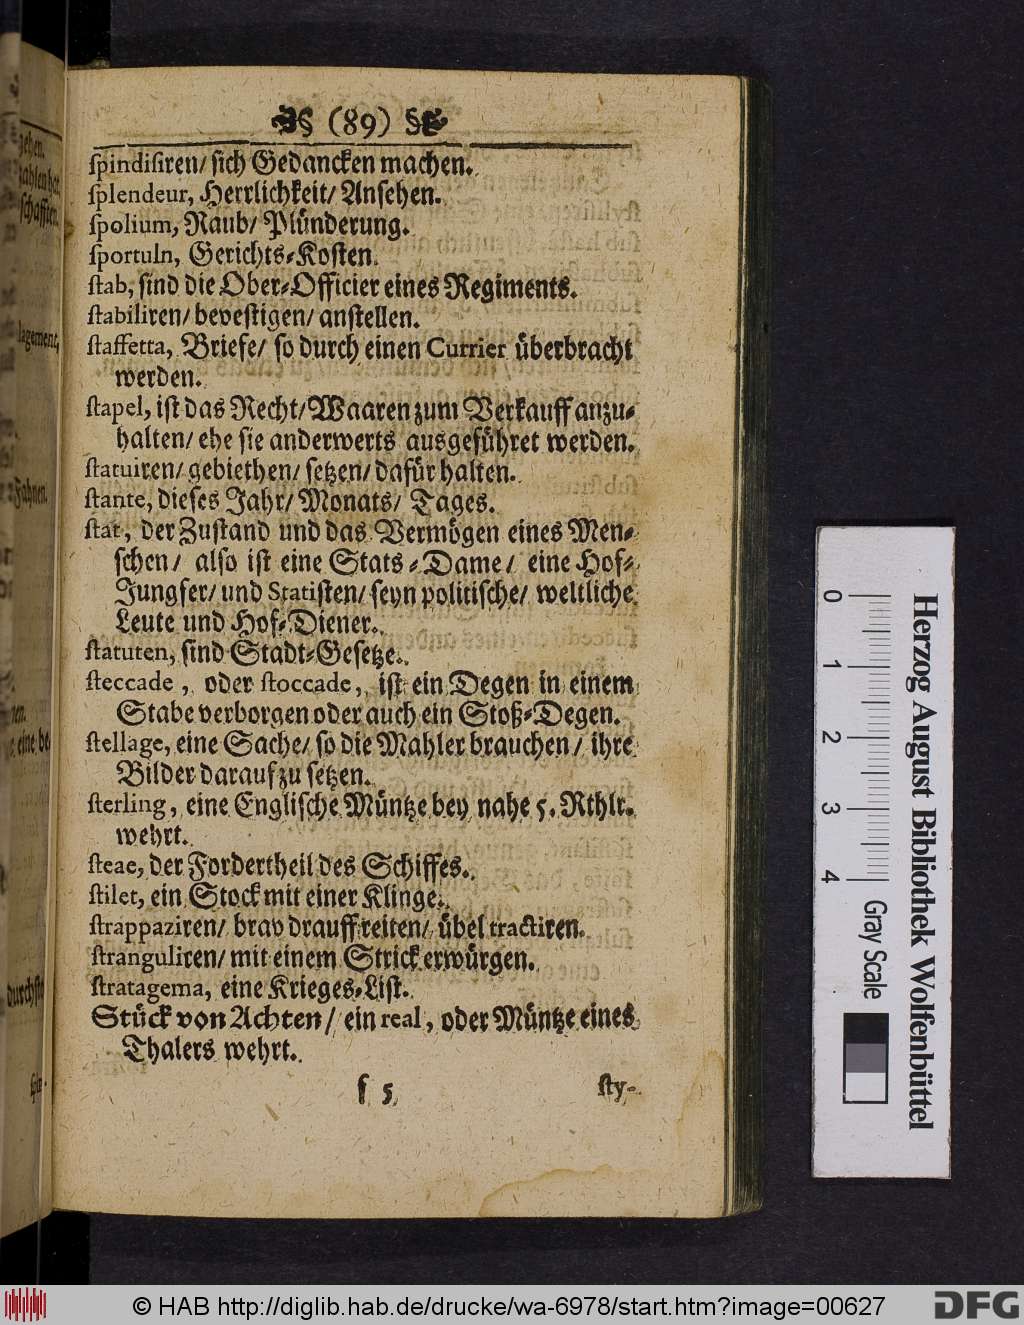 (89)
ſpindiſiren/ ſich Gedancken machen.
ſplendeur, Herrlichkeit/ Anſehen.
ſpolium, Raub/ Plünderung.
ſportuln, Gerichts-Koſten.
ſtab, ſind die Ober-Officier eines Regiments.
ſtabiliren/ beveſtigen/ anſtellen.
ſtaffetta, Briefe/ ſo durch einen Currier überbracht
werden.
ſtapel, iſt das Recht/ Waaren zum Verkauff anzu-
halten/ ehe ſie anderwerts ausgeführet werden.
ſtatuiren/ gebiethen/ ſetzen/ dafür halten.
ſtante, dieſes Jahr/ Monats/ Tages.
ſtat, der Zuſtand und das Vermögen eines Men-
ſchen/ alſo iſt eine Stats-Dame/ eine Hof-
Jungfer/ und Statiſten/ ſeyn politiſche/ weltliche
Leute und Hof-Diener.
ſtatuten, ſind Stadt-Geſetze.
ſteccade, oder ſtoccade, iſt ein Degen in einem
Stabe verborgen oder auch ein Stoß-Degen.
ſtellage, eine Sache/ ſo die Mahler brauchen/ ihre
Bilder darauf zu ſetzen.
ſterling, eine Engliſche Müntze bey nahe 5. Rthlr.
wehrt.
ſteae, der Fordertheil des Schiffes.
ſtilet, ein Stock mit einer Klinge.
ſtrappaziren/ brav drauff reiten/ übel tractiren.
ſtranguliren/ mit einem Strick erwürgen.
ſtratagema, eine Krieges-Liſt.
Stück von Achten/ ein real, oder Müntze eines
Thalers wehrt.
f 5 ſty-
gehen.
ſchaffen.
Fahnen.
nen.
eine be
durchſte
0 1 2 3 4
Gray Scale
Herzog August Bibliothek Wolfenbüttel
© HAB http://diglib.hab.de/drucke/wa-6978/start.htm?image=00627
DFG